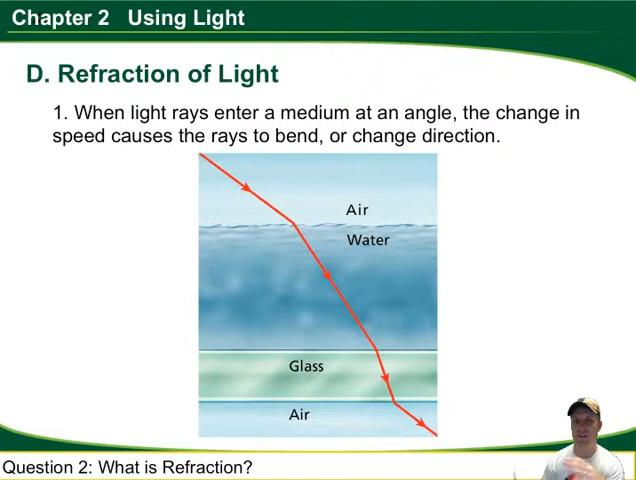 Chapter 2 Using Light
D. Refraction of Light
1. When light rays enter a medium at an angle, the change in
speed causes the rays to bend, or change direction.
Air
Water
Glass
Air
Question 2: What is Refraction?